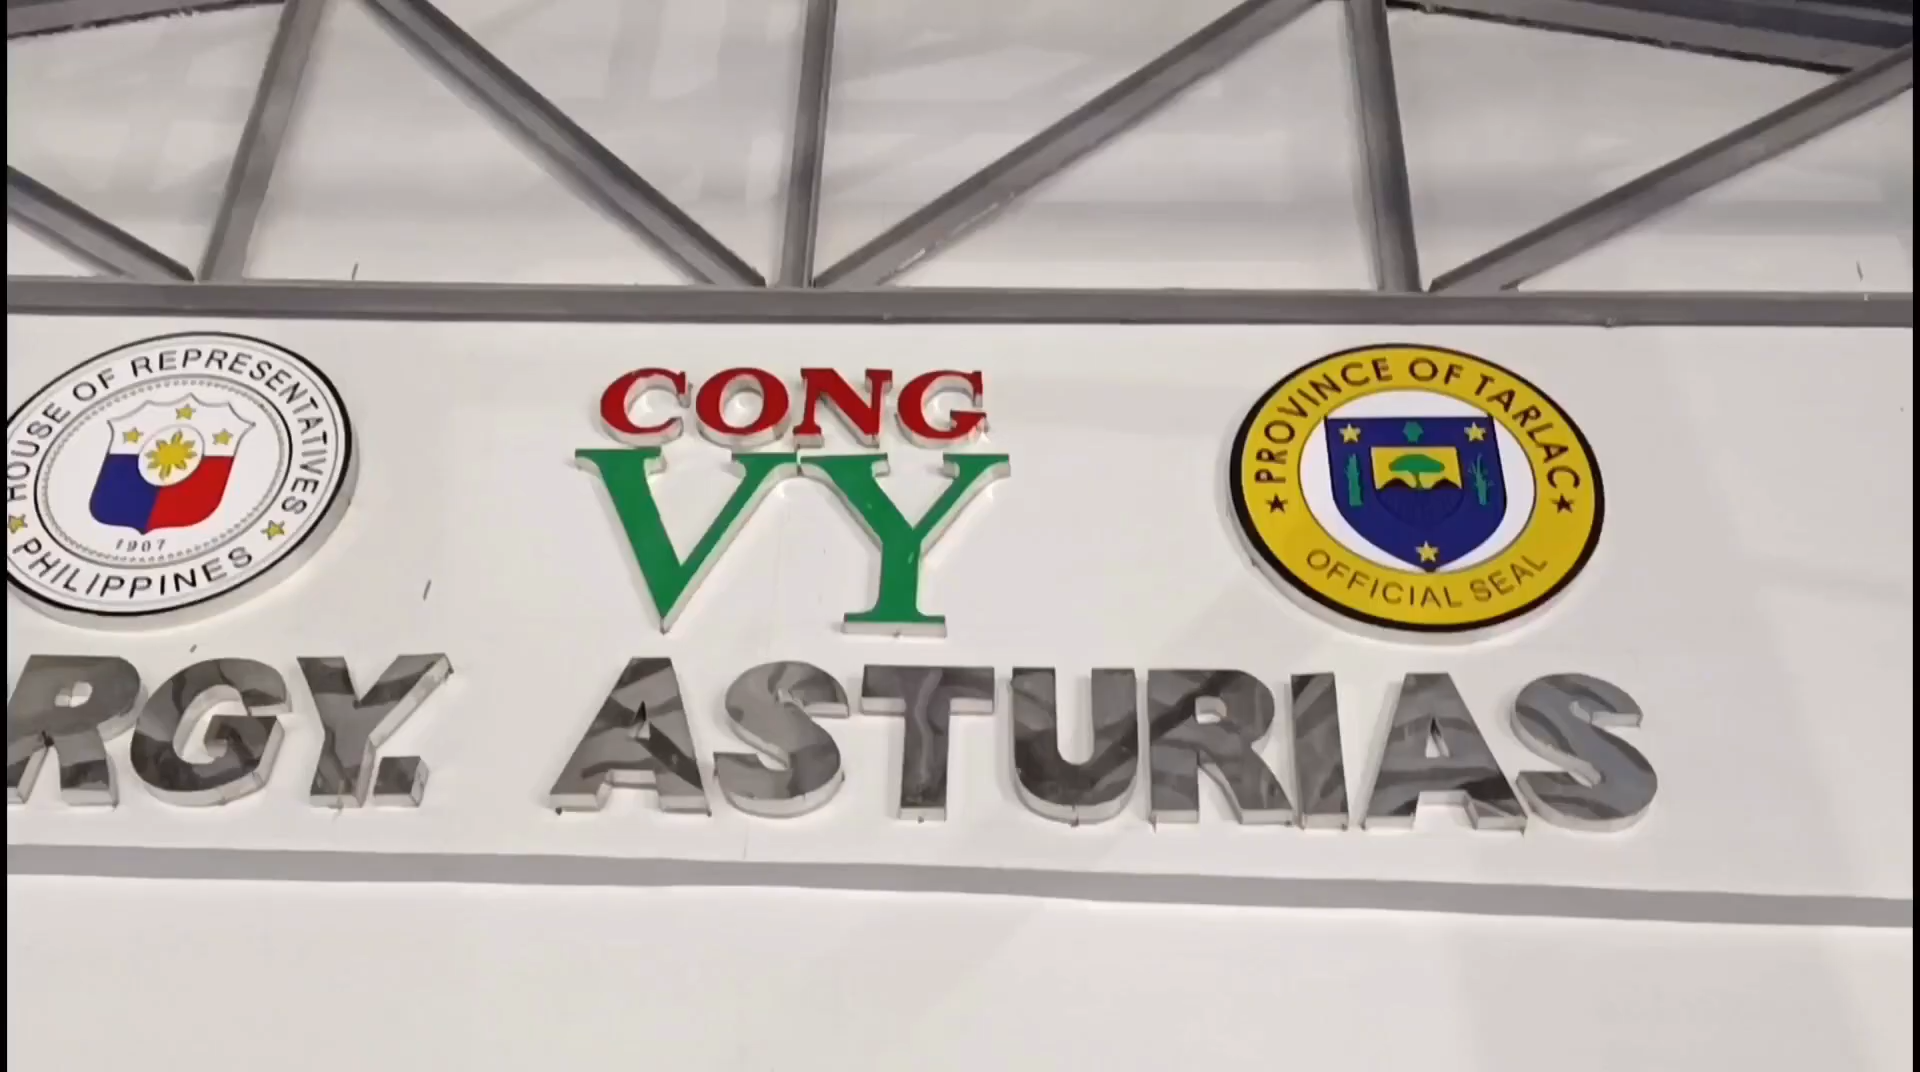 HOUSE OF REPRESENTATIVES
1907
PHILIPPINES
CONG
VY
PROVINCE OF TARLAC
OFFICIAL SEAL
RGY. ASTURIAS